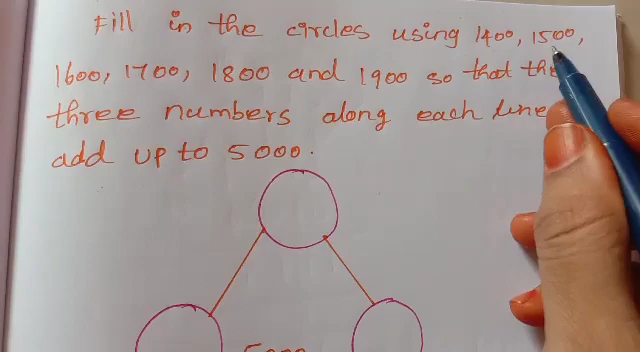 Fill in the circles using 1400, 1500,
1600, 1700, 1800 and 1900 so that the
three numbers along each line
add up to 5000.
5000